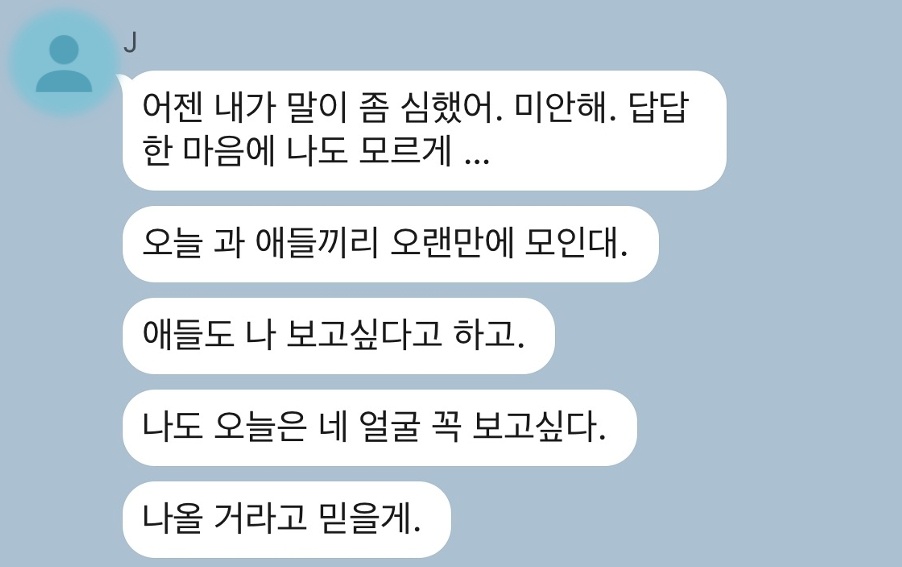 J
어젠 내가 말이 좀 심했어. 미안해. 답답
한 마음에 나도 모르게 ...
오늘 과 애들끼리 오랜만에 모인대.
애들도 나 보고싶다고 하고.
나도 오늘은 네 얼굴 꼭 보고싶다.
나올 거라고 믿을게.